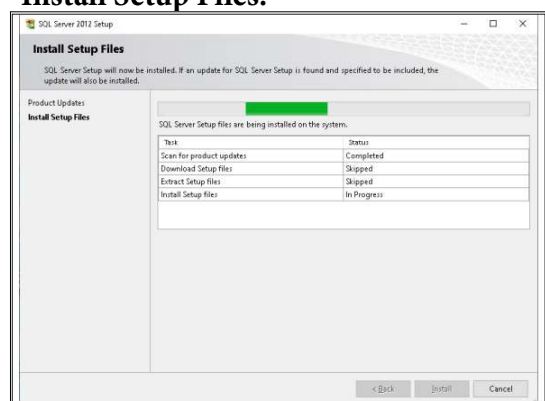 Install Setup Files:
SQL Server 2012 Setup
Install Setup Files
SQL Server Setup will now be installed. If an update for SQL Server Setup is found and specified to be included, the
update will also be installed.
Product Updates
Install Setup Files
SQL Server Setup files are being installed on the system.
Task Status
Scan for product updates Completed
Download Setup files Skipped
Extract Setup files Skipped
Install Setup files In Progress
< Back Install Cancel